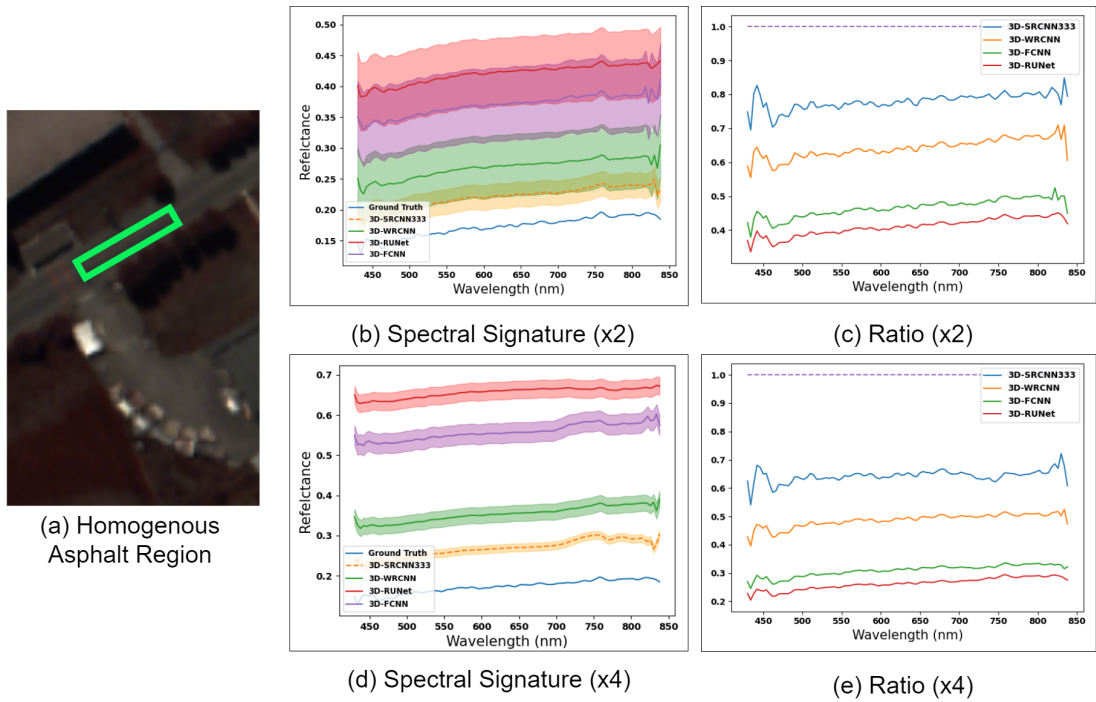 0.50
0.45
0.40
0.35
0.30
0.25
0.20
0.15
Refelctance
Ground Truth
3D-SRCNN333
3D-WRCNN
3D-RUNet
3D-FCNN
450 500 550 600 650 700 750 800 850
Wavelength (nm)
(b) Spectral Signature (x2)
1.0
0.9
0.8
0.7
0.6
0.5
0.4
3D-SRCNN333
3D-WRCNN
3D-FCNN
3D-RUNet
450 500 550 600 650 700 750 800 850
Wavelength (nm)
(c) Ratio (x2)
(a) Homogenous
Asphalt Region
0.7
0.6
0.5
0.4
0.3
0.2
Refelctance
Ground Truth
3D-SRCNN333
3D-WRCNN
3D-RUNet
3D-FCNN
450 500 550 600 650 700 750 800 850
Wavelength (nm)
(d) Spectral Signature (x4)
1.0
0.9
0.8
0.7
0.6
0.5
0.4
0.3
0.2
3D-SRCNN333
3D-WRCNN
3D-FCNN
3D-RUNet
450 500 550 600 650 700 750 800 850
Wavelength (nm)
(e) Ratio (x4)